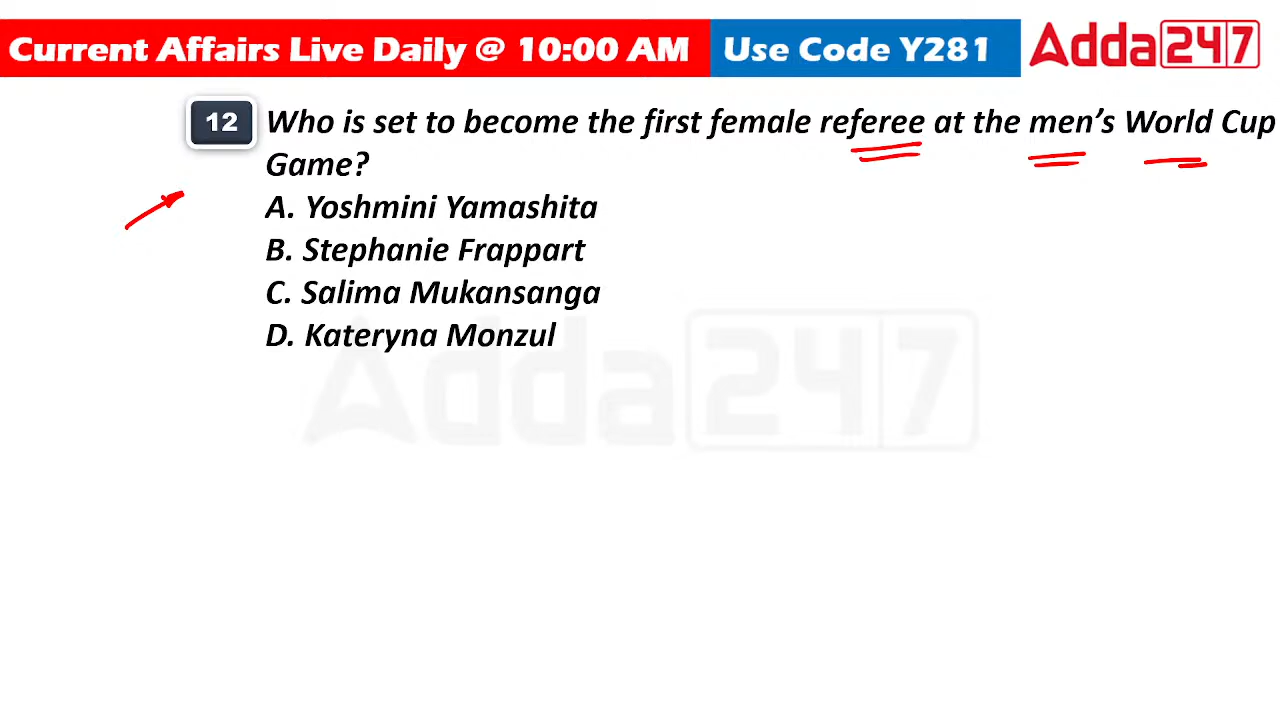 Current Affairs Live Daily @ 10:00 AM
Use Code Y281
Adda247
12
Who is set to become the first female referee at the men's World Cup
Game?
A. Yoshmini Yamashita
B. Stephanie Frappart
C. Salima Mukansanga
D. Kateryna Monzul
Adda247